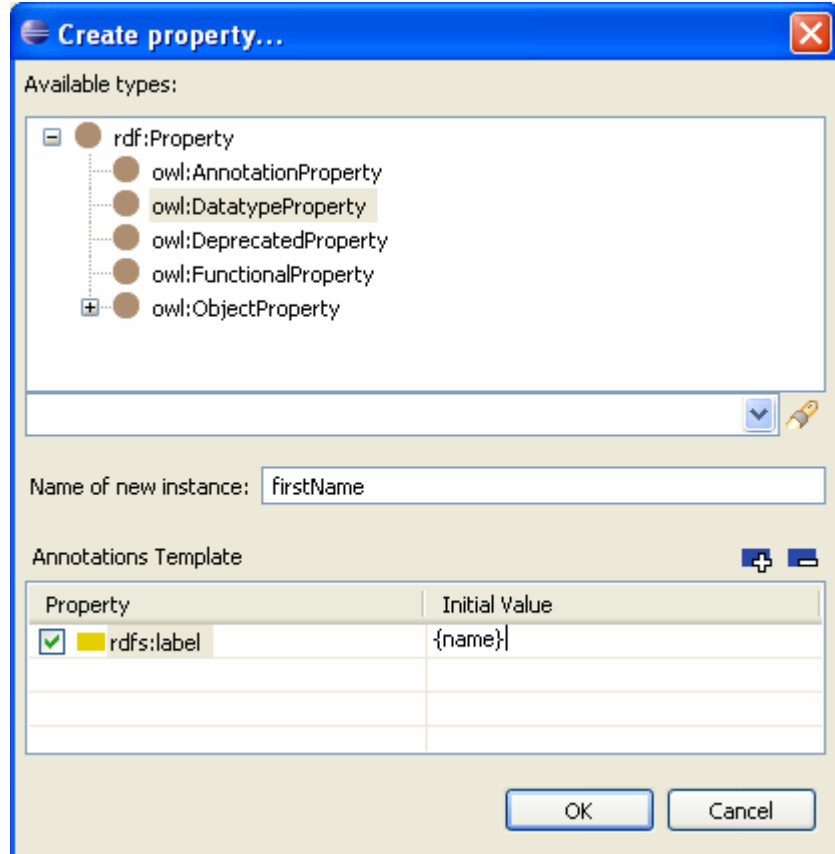 Create property...
Available types:
rdf:Property
owl:AnnotationProperty
owl:DatatypeProperty
owl:DeprecatedProperty
owl:FunctionalProperty
owl:ObjectProperty
Name of new instance: firstName
Annotations Template
Property Initial Value
rdfs:label {name}
OK Cancel